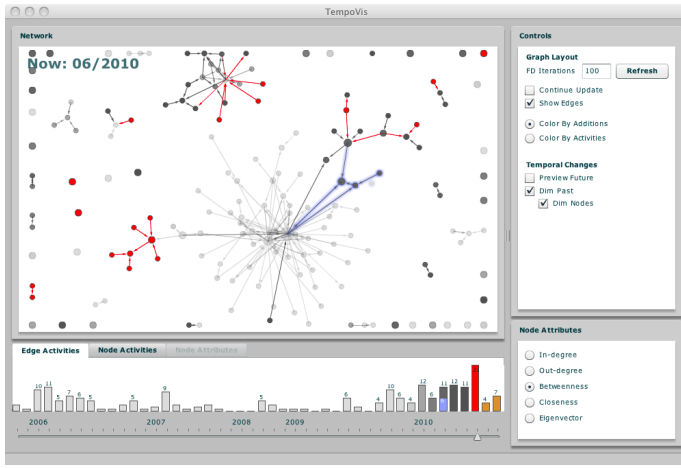 TempoVis
Network
Now: 06/2010
Controls
Graph Layout
FD Iterations 100 Refresh
Continue Update
Show Edges
Color By Additions
Color By Activities
Temporal Changes
Preview Future
Dim Past
Dim Nodes
Node Attributes
In-degree
Out-degree
Betweenness
Closeness
Eigenvector
Edge Activities Node Activities Node Attributes
10 11 5 7 6 5 5 9 5 6 10 12 6 11 12 11 4 7
2006 2007 2008 2009 2010